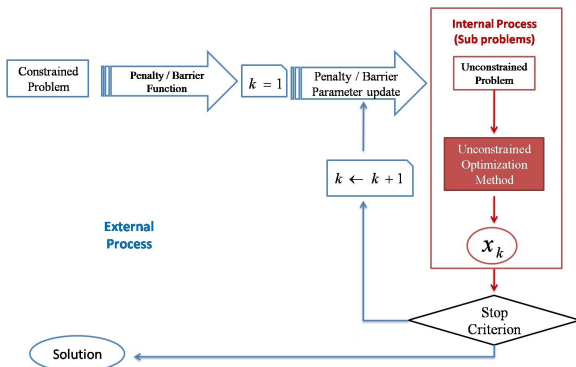 Constrained
Problem
Penalty / Barrier
Function
k = 1
Penalty / Barrier
Parameter update
Internal Process
(Sub problems)
Unconstrained
Problem
Unconstrained
Optimization
Method
x k
k ← k + 1
External
Process
Stop
Criterion
Solution